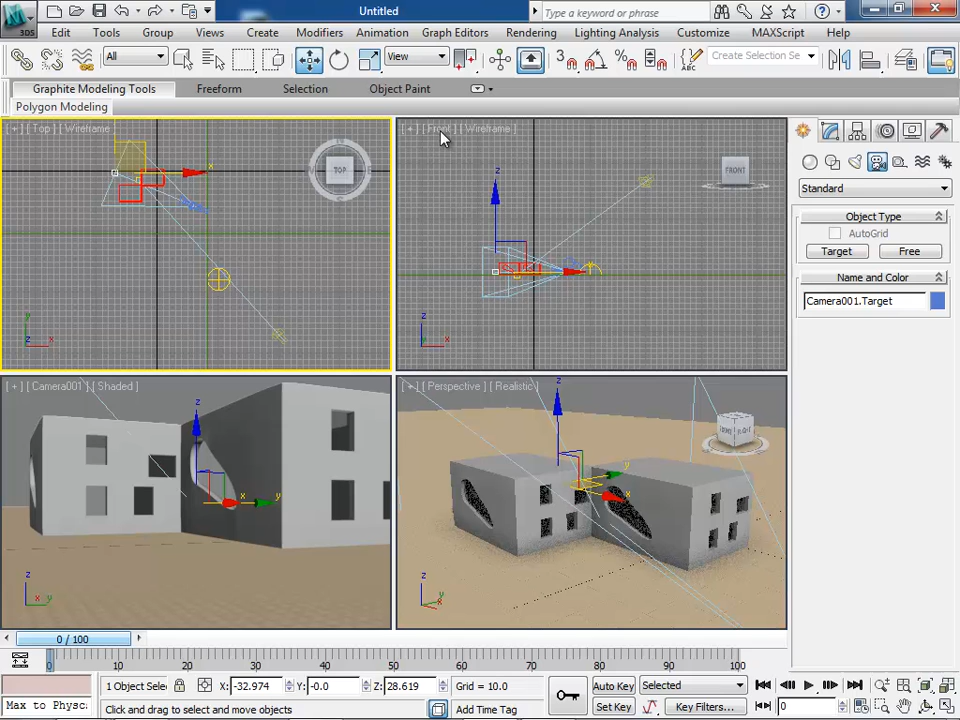 Untitled
Type a keyword or phrase
3DS
Edit Tools Group Views Create Modifiers Animation Graph Editors Rendering Lighting Analysis Customize MAXScript Help
All View 3 Create Selection Se
Graphite Modeling Tools Freeform Selection Object Paint
Polygon Modeling
[ + ] [ Top ] [ Wireframe ]
TOP
x
y
z x
[ + ] [ Front ] [ Wireframe ]
FRONT
z
z
x
Standard
Object Type
AutoGrid
Target Free
Name and Color
Camera001.Target
[ + ] [ Camera001 ] [ Shaded ]
z
x y
z
x y
[ + ] [ Perspective ] [ Realistic ]
z
y
x
z
y
x
0 / 100
0 10 20 30 40 50 60 70 80 90 100
1 Object Selec X: -32.974 Y: -0.0 Z: 28.619 Grid = 10.0 Auto Key Selected
Max to Physc Click and drag to select and move objects Add Time Tag Set Key Key Filters... 0